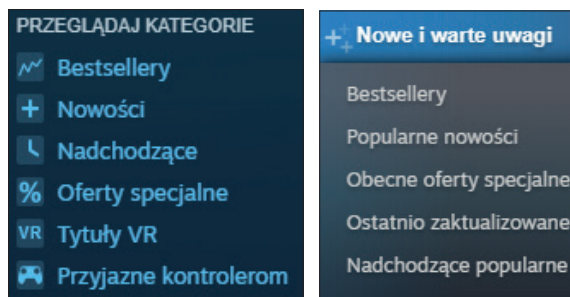 PRZEGLĄDAJ KATEGORIE
Bestsellery
Nowości
Nadchodzące
% Oferty specjalne
VR Tytuły VR
Przyjazne kontrolerom
Nowe i warte uwagi
Bestsellery
Popularne nowości
Obecne oferty specjalne
Ostatnio zaktualizowane
Nadchodzące popularne